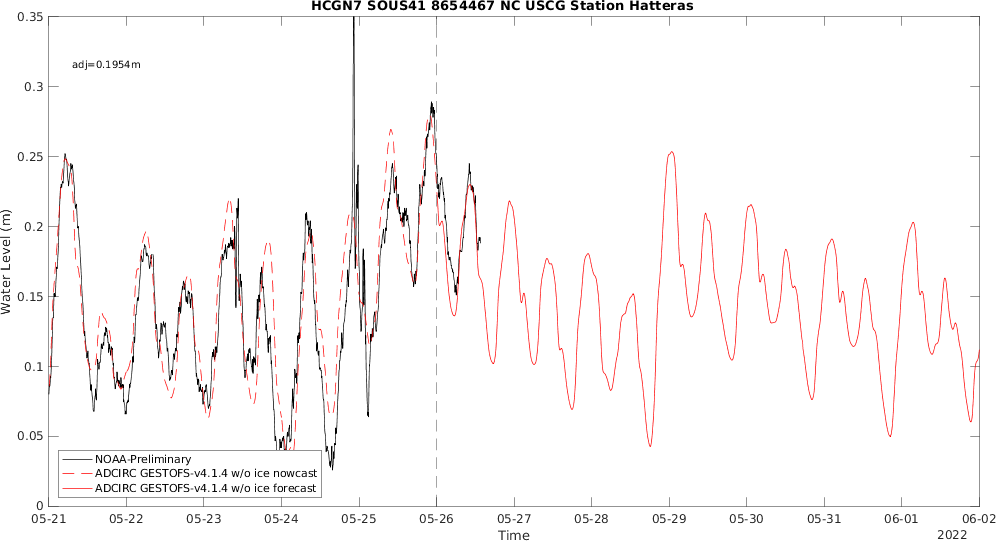 HCGN7 SOUS41 8654467 NC USCG Station Hatteras
0.35
adj=0.1954m
0.3
0.25
0.2
0.15
0.1
0.05
0
Water Level (m)
NOAA-Preliminary
ADCIRC GESTOFS-v4.1.4 w/o ice nowcast
ADCIRC GESTOFS-v4.1.4 w/o ice forecast
05-21 05-22 05-23 05-24 05-25 05-26 05-27 05-28 05-29 05-30 05-31 06-01 06-02
Time
2022